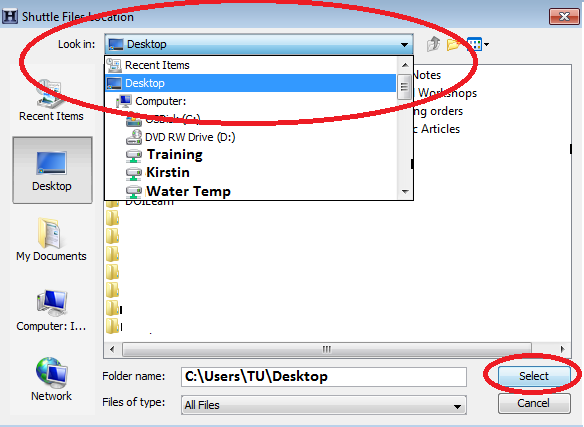 Shuttle Files Location
Look in:
Desktop
Recent Items
Desktop
Computer:
OSDisk (C:)
DVD RW Drive (D:)
Training
Kirstin
Water Temp
DOILearn
Notes
Workshops
ng orders
c Articles
Recent Items
Desktop
My Documents
Computer: I...
Network
Folder name: C:\Users\TU\Desktop
Files of type: All Files
Select
Cancel